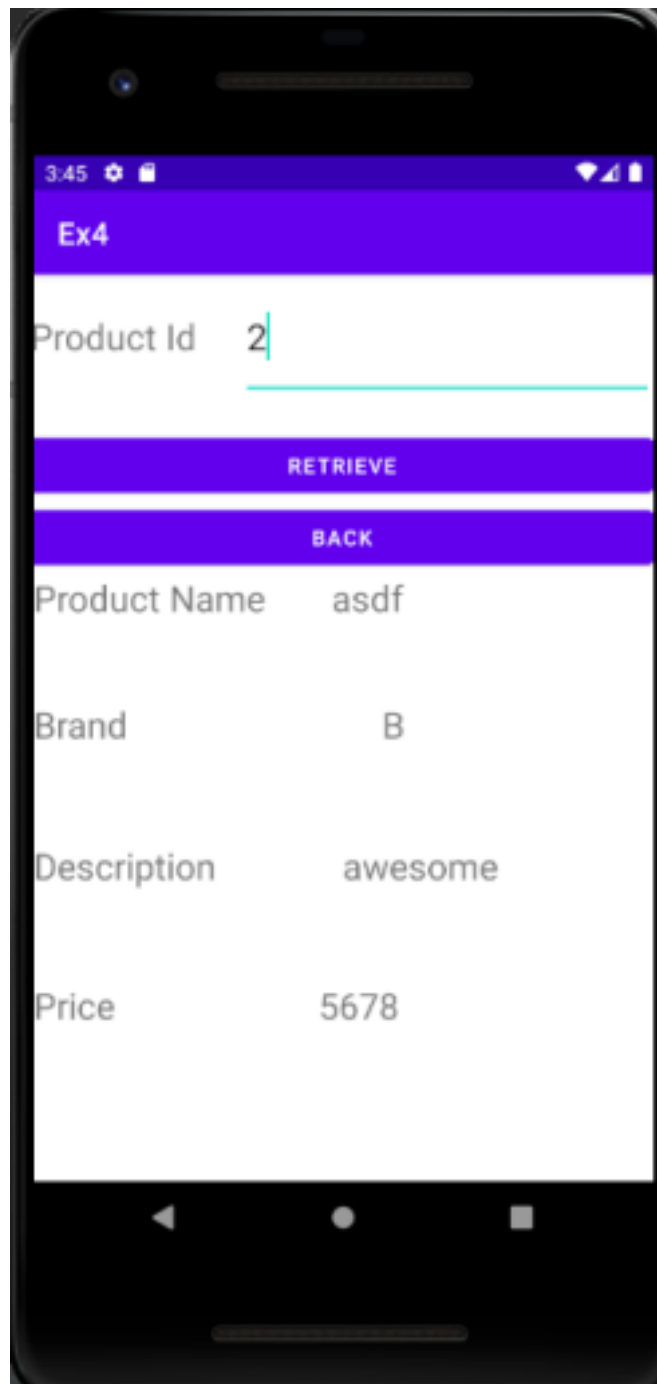 3:45
Ex4
Product Id 2
RETRIEVE
BACK
Product Name asdf
Brand B
Description awesome
Price 5678